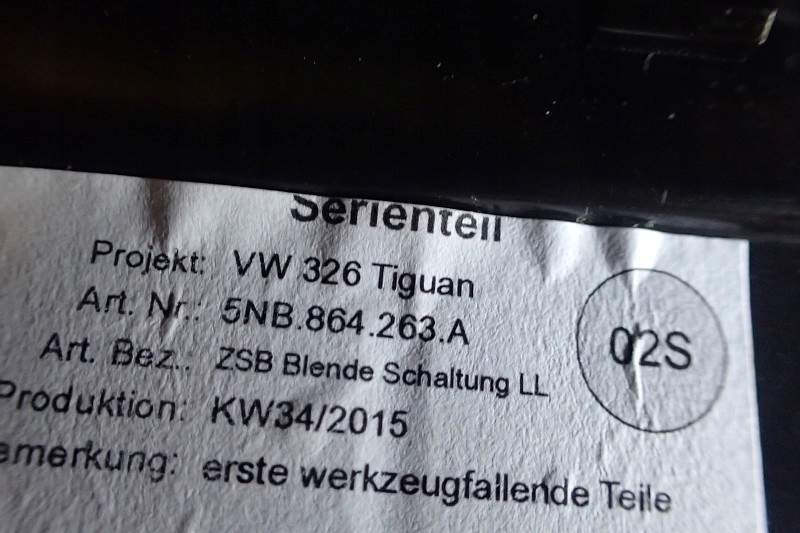 Serienteil
Projekt: VW 326 Tiguan
Art. Nr.: 5NB.864.263.A
Art. Bez.: ZSB Blende Schaltung LL
02S
Produktion: KW34/2015
emerkung: erste werkzeugfallende Teile